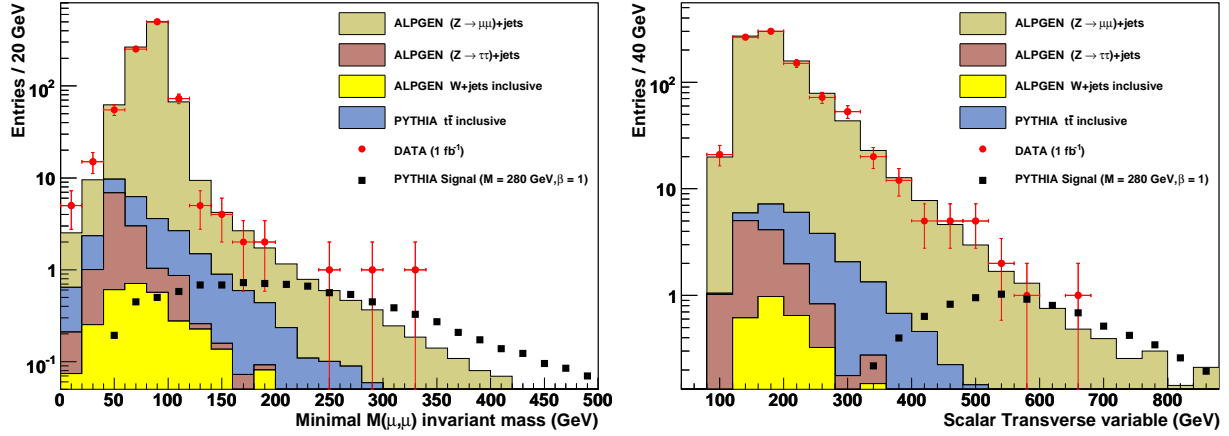 Entries / 20 GeV
10²
10
1
10⁻¹
0 50 100 150 200 250 300 350 400 450 500
Minimal M(μ,μ) invariant mass (GeV)
ALPGEN (Z → μμ)+jets
ALPGEN (Z → ττ)+jets
ALPGEN W+jets inclusive
PYTHIA tt̄ inclusive
DATA (1 fb⁻¹)
PYTHIA Signal (M = 280 GeV,β = 1)
Entries / 40 GeV
10²
10
1
100 200 300 400 500 600 700 800
Scalar Transverse variable (GeV)
ALPGEN (Z → μμ)+jets
ALPGEN (Z → ττ)+jets
ALPGEN W+jets inclusive
PYTHIA tt̄ inclusive
DATA (1 fb⁻¹)
PYTHIA Signal (M = 280 GeV,β = 1)